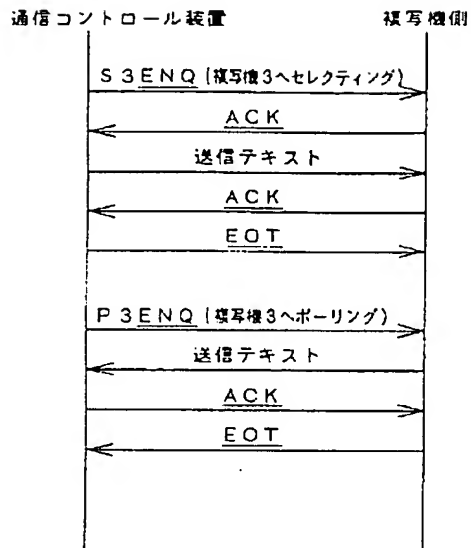 通信コントロール装置 複写機側
S3ENQ(複写機3へセレクティング)
ACK
送信テキスト
ACK
EOT
P3ENQ(複写機3へポーリング)
送信テキスト
ACK
EOT